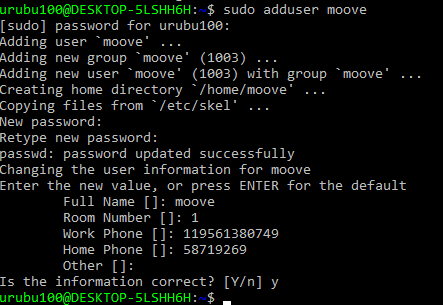 urubu100@DESKTOP-5LSHH6H:~$ sudo adduser moove
[sudo] password for urubu100:
Adding user `moove' ...
Adding new group `moove' (1003) ...
Adding new user `moove' (1003) with group `moove' ...
Creating home directory `/home/moove' ...
Copying files from `/etc/skel' ...
New password:
Retype new password:
passwd: password updated successfully
Changing the user information for moove
Enter the new value, or press ENTER for the default
Full Name []: moove
Room Number []: 1
Work Phone []: 119561380749
Home Phone []: 58719269
Other []:
Is the information correct? [Y/n] y
urubu100@DESKTOP-5LSHH6H:~$